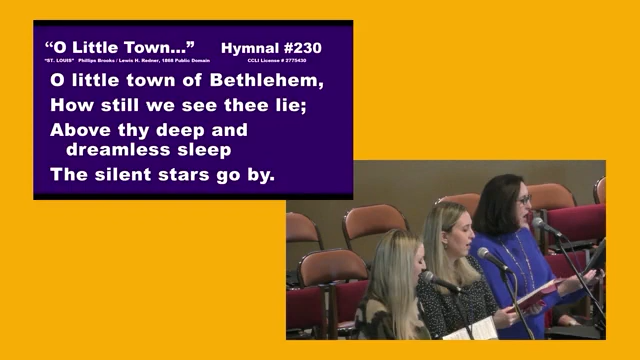 “O Little Town...” Hymnal #230
"ST. LOUIS" Phillips Brooks / Lewis H. Redner, 1868 Public Domain CCLI License # 2775430
O little town of Bethlehem,
How still we see thee lie;
Above thy deep and
dreamless sleep
The silent stars go by.